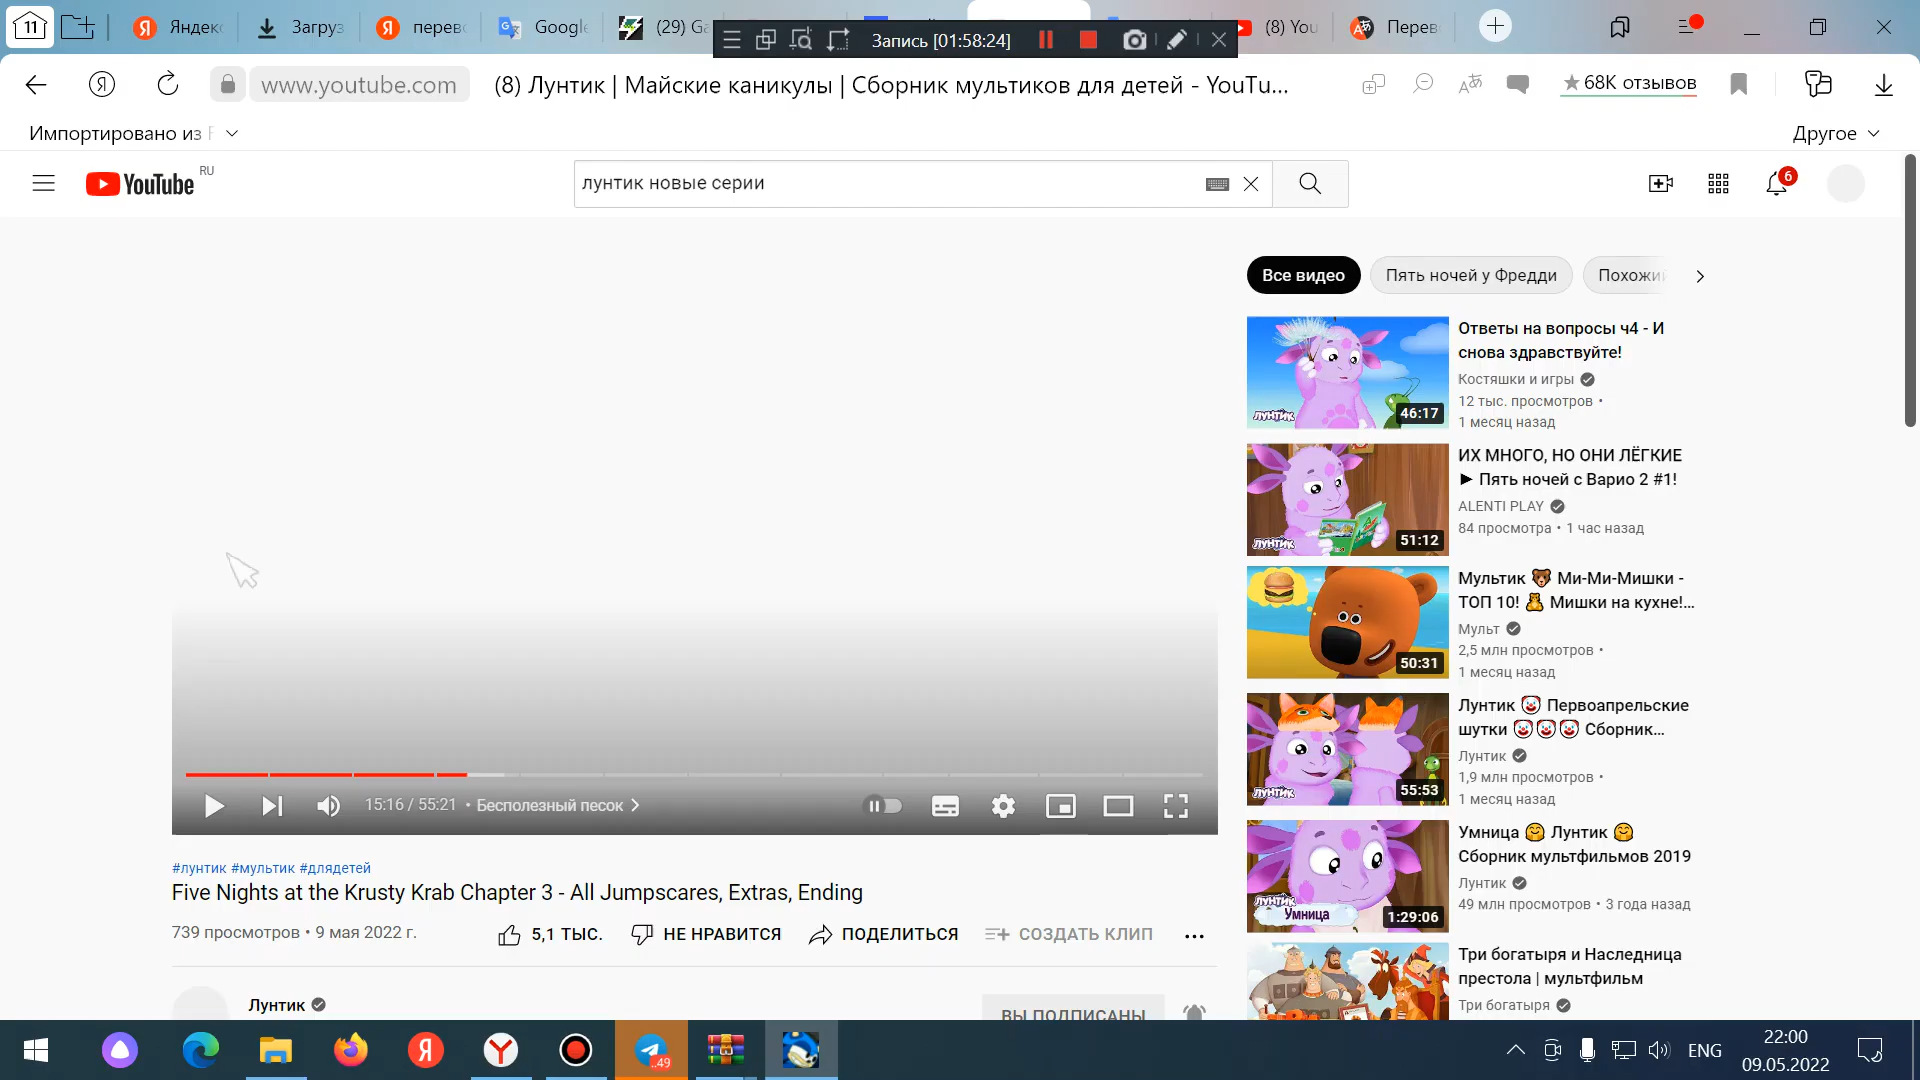 11
Яндекс
Загруз
перев
Google
(29) Ga
(8) You
Перев
Запись [01:58:24]
www.youtube.com
(8) Лунтик | Майские каникулы | Сборник мультиков для детей - YouTu...
★ 68K отзывов
Импортировано из F
Другое
YouTube
RU
лунтик новые серии
6
Все видео
Пять ночей у Фредди
Похожи
Ответы на вопросы ч4 - И
снова здравствуйте!
Костяшки и игры
12 тыс. просмотров •
1 месяц назад
лунтик
46:17
ИХ МНОГО, НО ОНИ ЛЁГКИЕ
► Пять ночей с Варио 2 #1!
ALENTI PLAY
84 просмотра • 1 час назад
лунтик
51:12
Мультик 🐻 Ми-Ми-Мишки -
ТОП 10! 🧸 Мишки на кухне!...
Мульт
2,5 млн просмотров •
1 месяц назад
50:31
Лунтик 🤡 Первоапрельские
шутки 🤡🤡🤡 Сборник...
Лунтик
1,9 млн просмотров •
1 месяц назад
лунтик
55:53
Умница 🤗 Лунтик 🤗
Сборник мультфильмов 2019
Лунтик
49 млн просмотров • 3 года назад
лунтик
Умница
1:29:06
Три богатыря и Наследница
престола | мультфильм
Три богатыря
15:16 / 55:21 • Бесполезный песок
#лунтик #мультик #длядетей
Five Nights at the Krusty Krab Chapter 3 - All Jumpscares, Extras, Ending
739 просмотров • 9 мая 2022 г.
5,1 ТЫС.
НЕ НРАВИТСЯ
ПОДЕЛИТЬСЯ
СОЗДАТЬ КЛИП
Лунтик
ВЫ ПОДПИСАНЫ
..49
ENG
22:00
09.05.2022